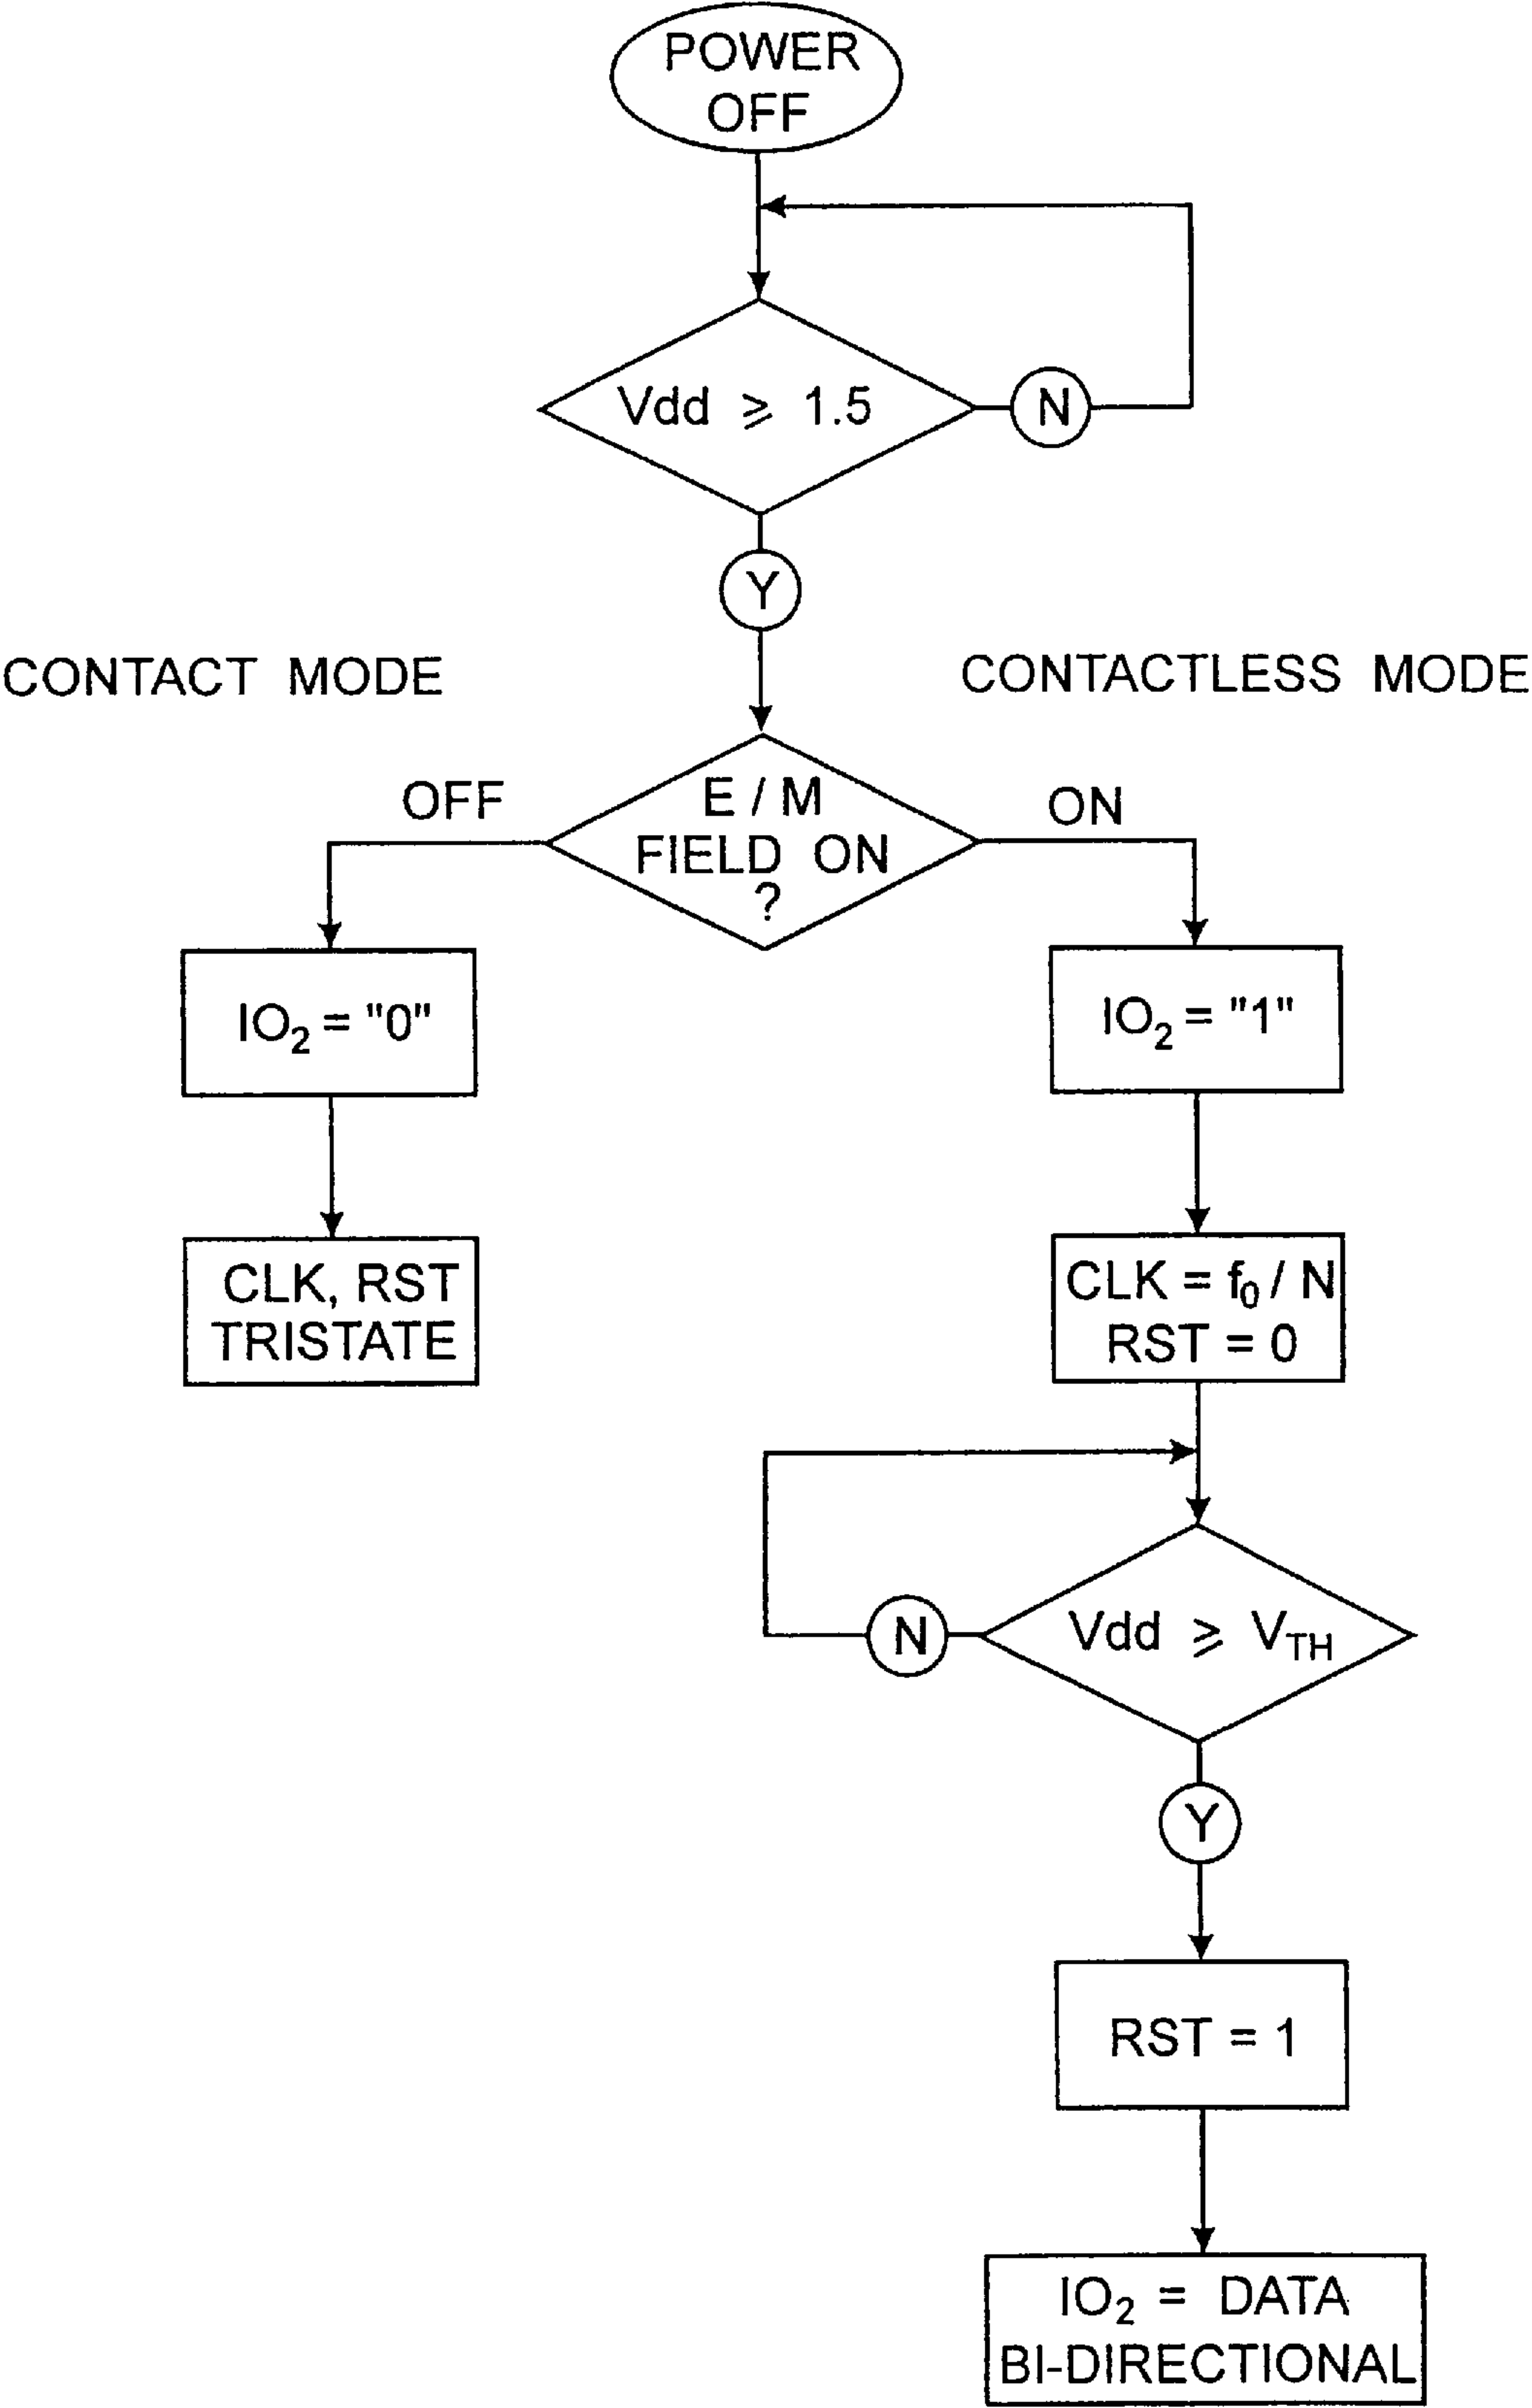 POWER
OFF
Vdd ⩾ 1.5
N
Y
CONTACT MODE
CONTACTLESS MODE
OFF
E / M
FIELD ON
?
ON
IO₂ = "0"
IO₂ = "1"
CLK, RST
TRISTATE
CLK = f₀ / N
RST = 0
N
Vdd ⩾ V_TH
Y
RST = 1
IO₂ = DATA
BI-DIRECTIONAL